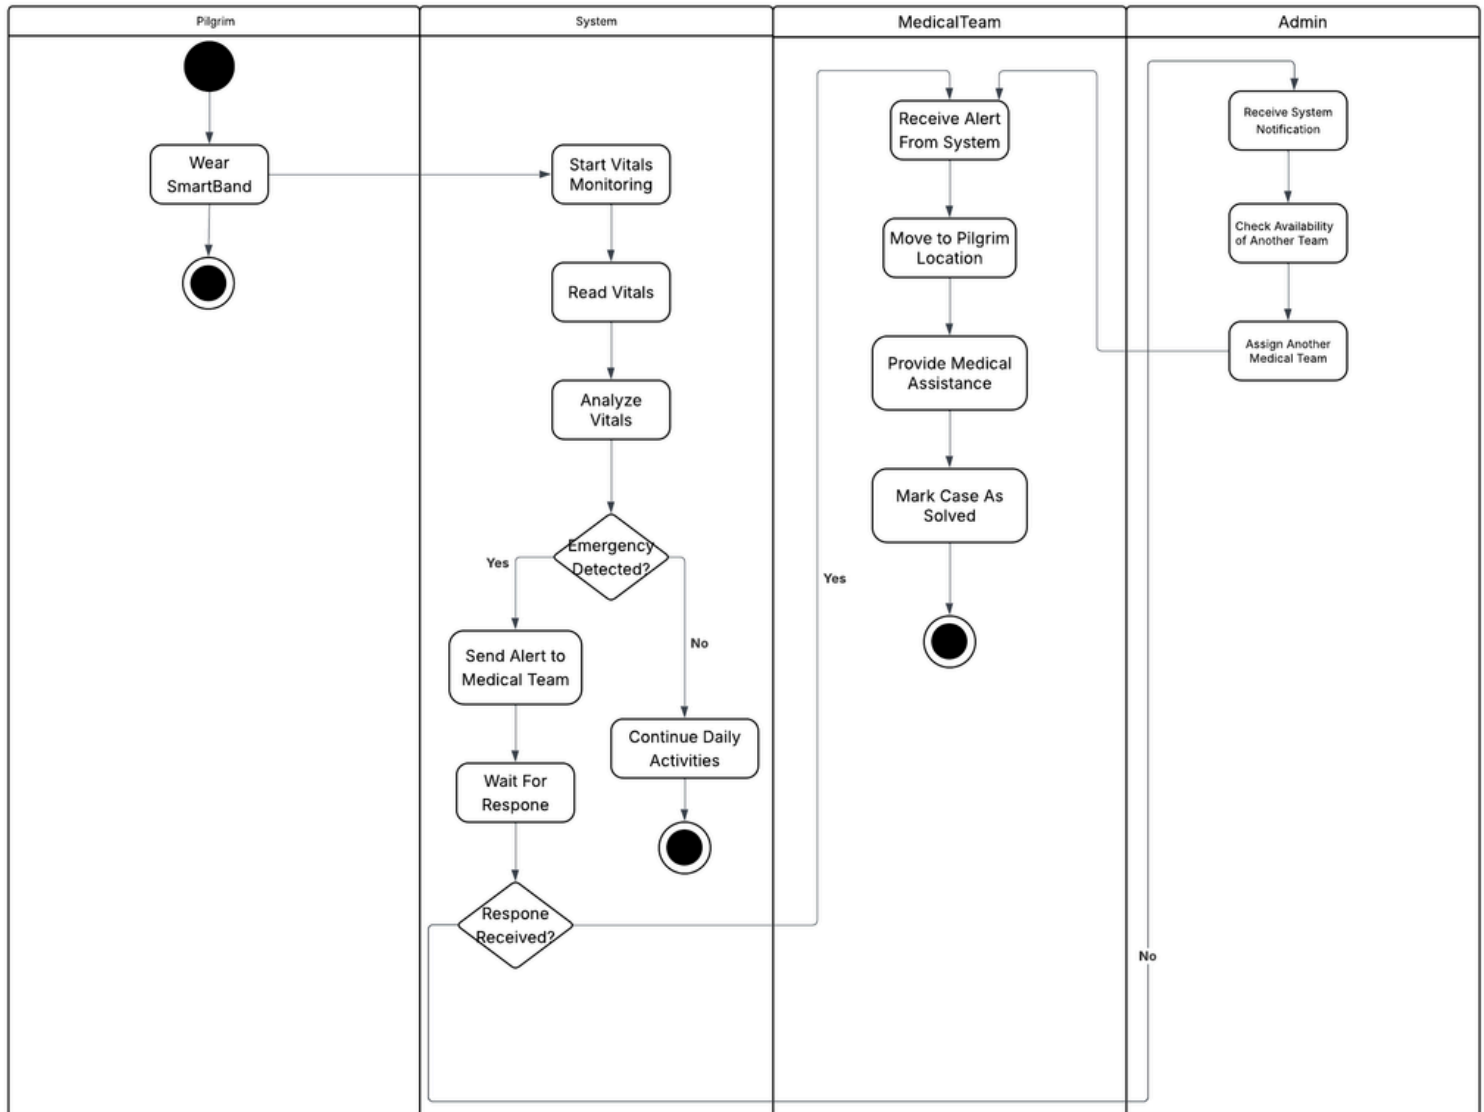 Pilgrim
System
MedicalTeam
Admin
Wear
SmartBand
Start Vitals
Monitoring
Read Vitals
Analyze
Vitals
Emergency
Detected?
Yes
No
Send Alert to
Medical Team
Continue Daily
Activities
Wait For
Respone
Respone
Received?
Yes
No
Receive Alert
From System
Move to Pilgrim
Location
Provide Medical
Assistance
Mark Case As
Solved
Receive System
Notification
Check Availability
of Another Team
Assign Another
Medical Team